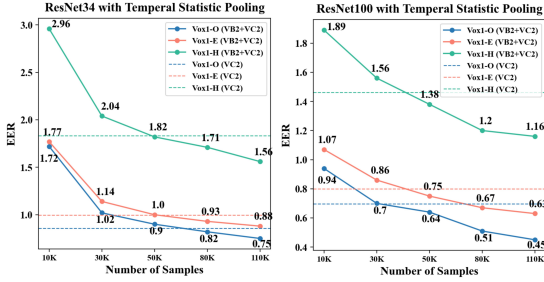 ResNet34 with Temperal Statistic Pooling
2.96
Vox1-O (VB2+VC2)
Vox1-E (VB2+VC2)
Vox1-H (VB2+VC2)
Vox1-O (VC2)
Vox1-E (VC2)
Vox1-H (VC2)
3.0
2.5
2.0
1.5
1.0
EER
2.04
1.82
1.71
1.56
1.77
1.72
1.14
1.02
1.0
0.9
0.93
0.82
0.88
0.75
10K
30K
50K
80K
110K
Number of Samples
ResNet100 with Temperal Statistic Pooling
1.89
Vox1-O (VB2+VC2)
Vox1-E (VB2+VC2)
Vox1-H (VB2+VC2)
Vox1-O (VC2)
Vox1-E (VC2)
Vox1-H (VC2)
1.8
1.6
1.4
1.2
1.0
0.8
0.6
0.4
EER
1.56
1.38
1.2
1.16
1.07
0.94
0.86
0.7
0.75
0.64
0.67
0.51
0.63
0.45
10K
30K
50K
80K
110K
Number of Samples